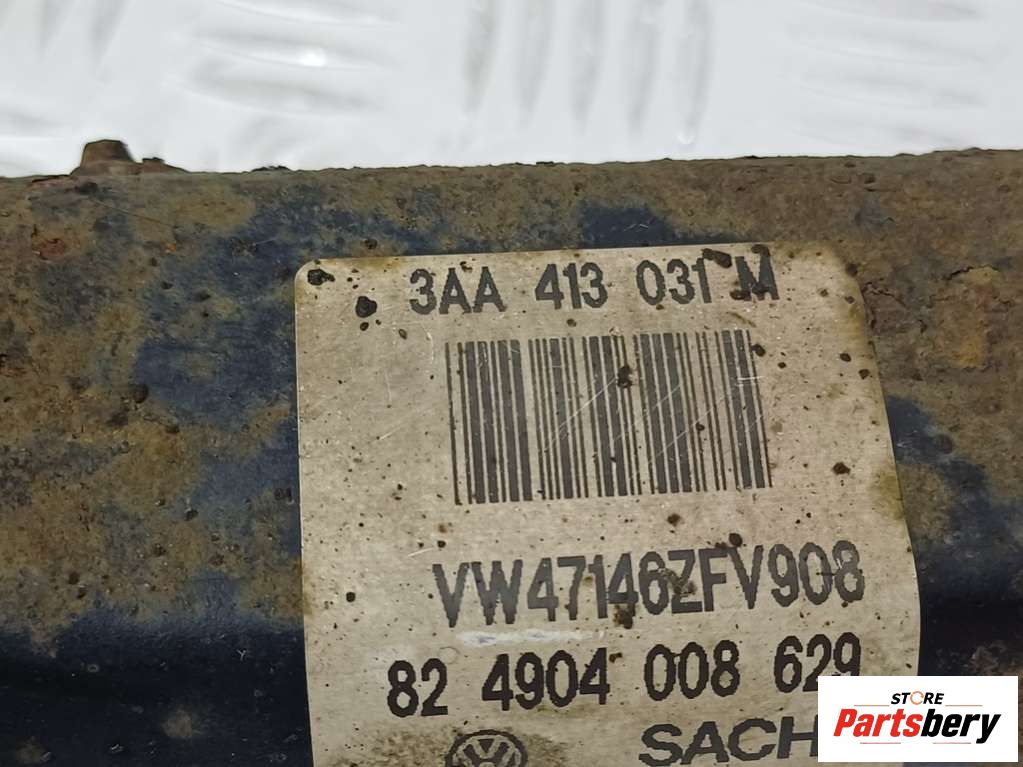 3AA 413 031 M
VW47146ZFV908
82 4904 008 629
SACH
STORE
Partsbery